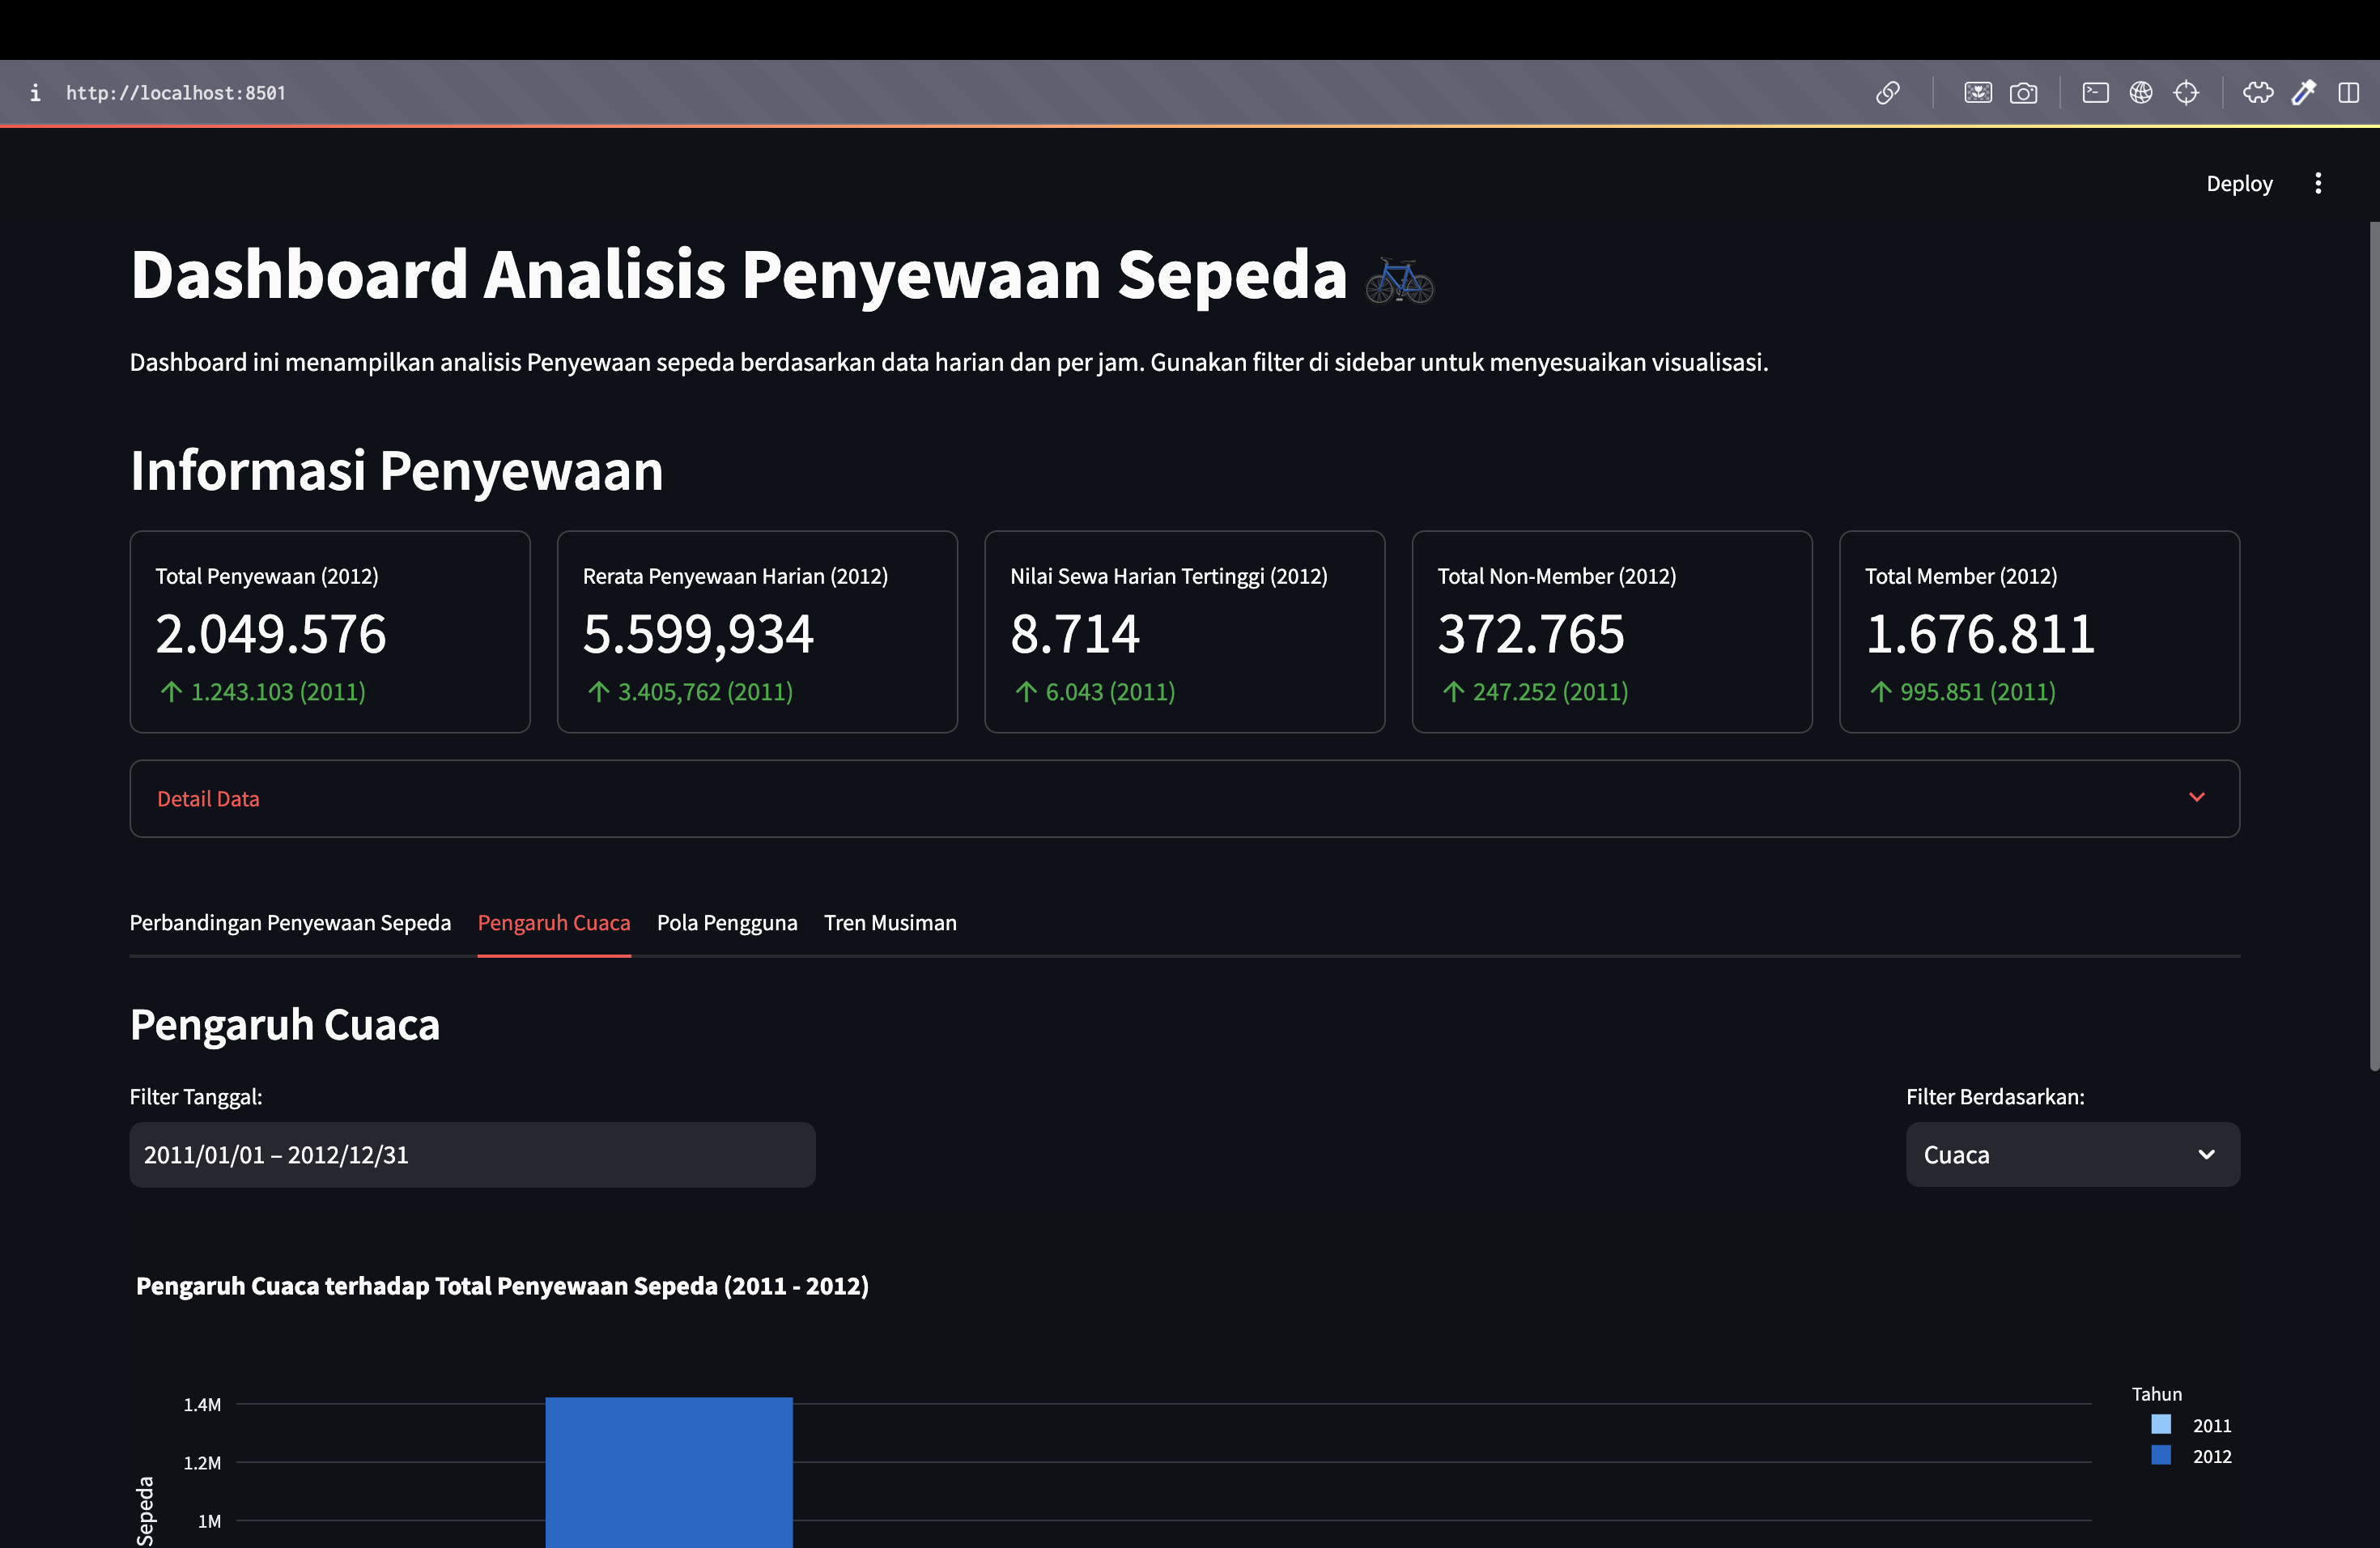 http://localhost:8501
Deploy
Dashboard Analisis Penyewaan Sepeda
Dashboard ini menampilkan analisis Penyewaan sepeda berdasarkan data harian dan per jam. Gunakan filter di sidebar untuk menyesuaikan visualisasi.
Informasi Penyewaan
Total Penyewaan (2012)
2.049.576
↑ 1.243.103 (2011)
Rerata Penyewaan Harian (2012)
5.599,934
↑ 3.405,762 (2011)
Nilai Sewa Harian Tertinggi (2012)
8.714
↑ 6.043 (2011)
Total Non-Member (2012)
372.765
↑ 247.252 (2011)
Total Member (2012)
1.676.811
↑ 995.851 (2011)
Detail Data
Perbandingan Penyewaan Sepeda Pengaruh Cuaca Pola Pengguna Tren Musiman
Pengaruh Cuaca
Filter Tanggal:
2011/01/01 – 2012/12/31
Filter Berdasarkan:
Cuaca
Pengaruh Cuaca terhadap Total Penyewaan Sepeda (2011 - 2012)
1.4M
1.2M
1M
Sepeda
Tahun
2011
2012